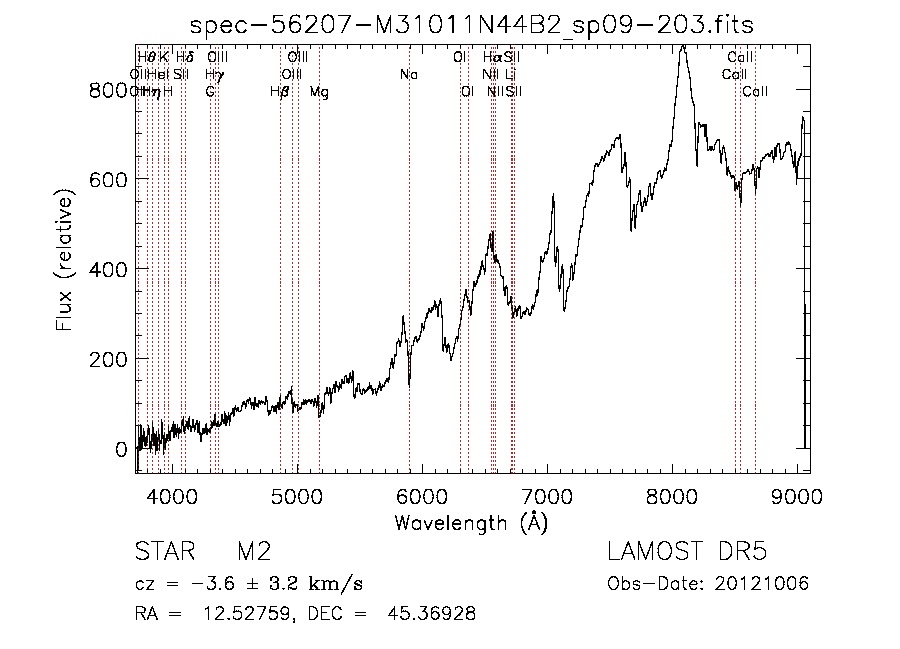 spec-56207-M31011N44B2_sp09-203.fits
Hθ K Hδ OIII OIII OI Hα SII CaII
OII HeI SII Hγ OIII Na NII Li CaII
OII Hη H G Hβ Mg OI NII SII CaII
800
600
400
200
0
Flux (relative)
4000 5000 6000 7000 8000 9000
Wavelength (Å)
STAR M2 LAMOST DR5
cz = -3.6 ± 3.2 km/s Obs-Date: 20121006
RA = 12.52759, DEC = 45.36928